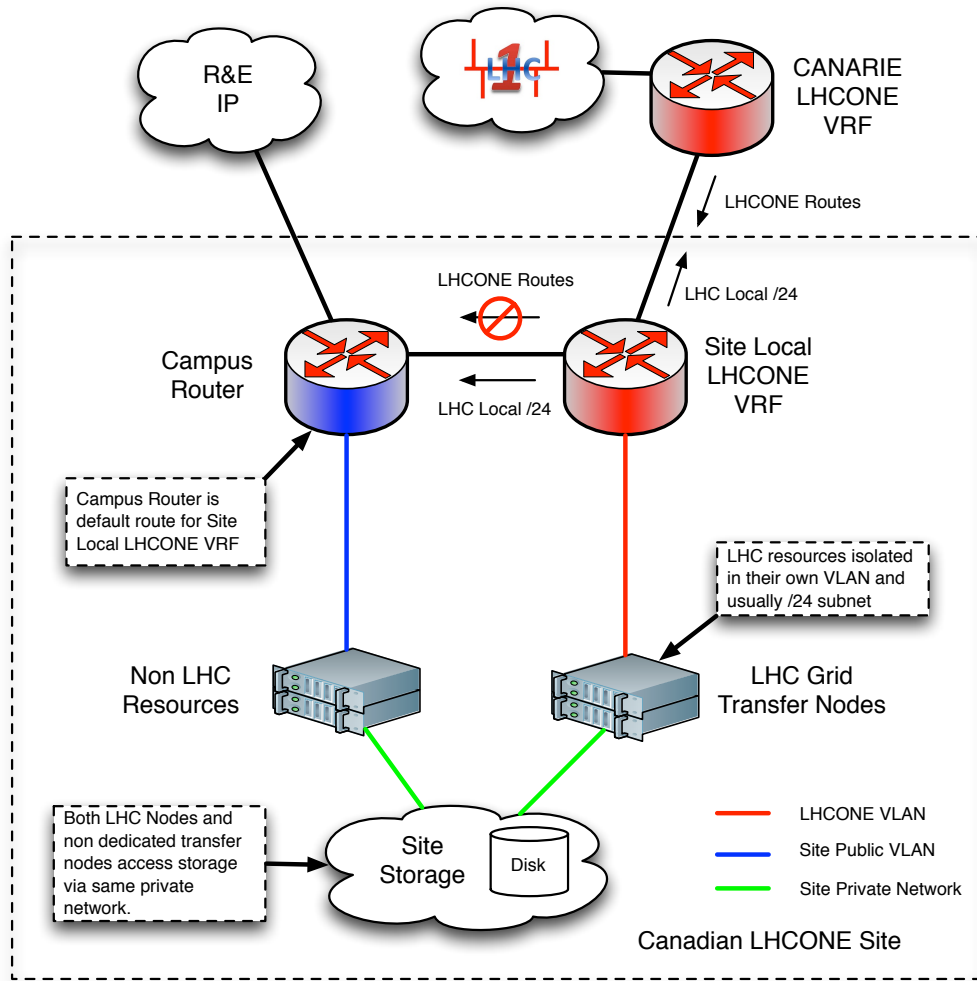 R&E
IP
LHC
1
CANARIE
LHCONE
VRF
LHCONE Routes
LHC Local /24
LHCONE Routes
Campus
Router
LHC Local /24
Site Local
LHCONE
VRF
Campus Router is
default route for Site
Local LHCONE VRF
LHC resources isolated
in their own VLAN and
usually /24 subnet
Non LHC
Resources
LHC Grid
Transfer Nodes
Both LHC Nodes and
non dedicated transfer
nodes access storage
via same private
network.
Site
Storage
Disk
LHCONE VLAN
Site Public VLAN
Site Private Network
Canadian LHCONE Site